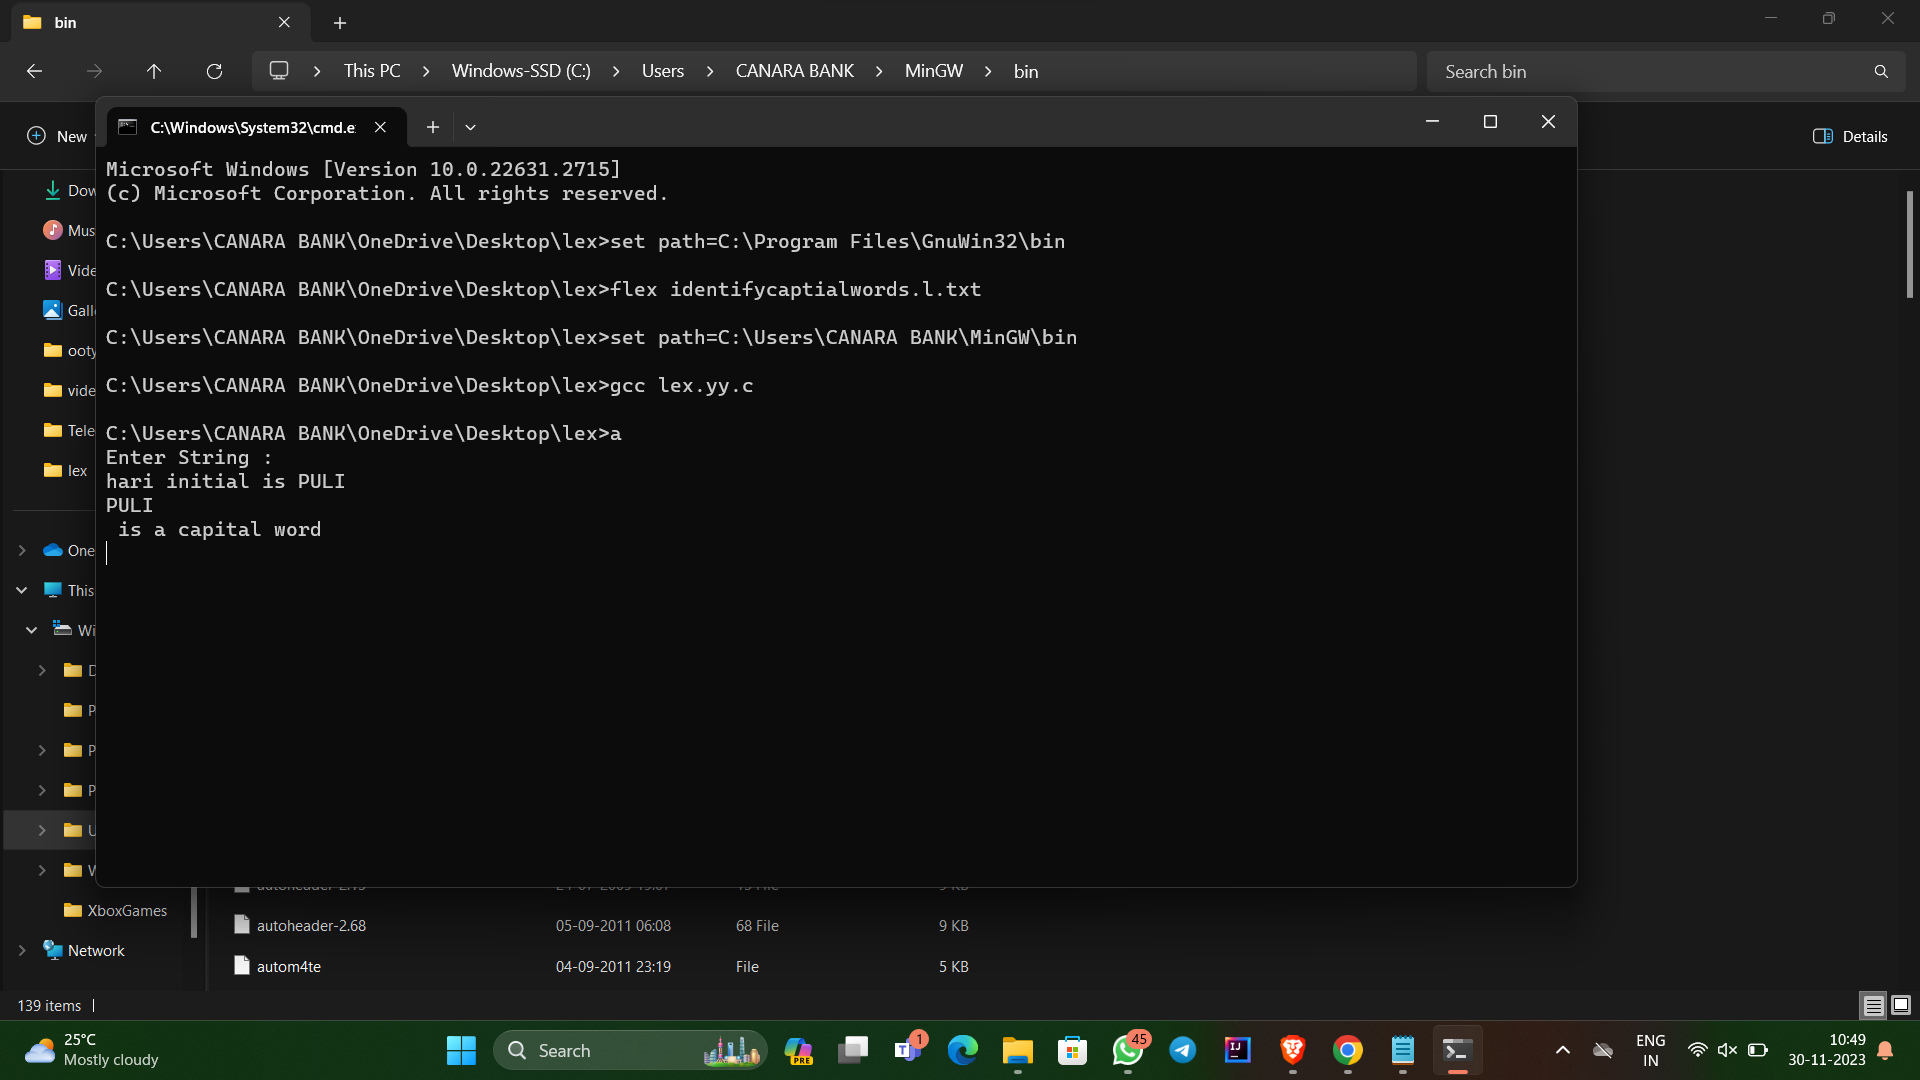 bin
This PC > Windows-SSD (C:) > Users > CANARA BANK > MinGW > bin
Search bin
New
Details
C:\Windows\System32\cmd.e
Microsoft Windows [Version 10.0.22631.2715]
(c) Microsoft Corporation. All rights reserved.
C:\Users\CANARA BANK\OneDrive\Desktop\lex>set path=C:\Program Files\GnuWin32\bin
C:\Users\CANARA BANK\OneDrive\Desktop\lex>flex identifycaptialwords.l.txt
C:\Users\CANARA BANK\OneDrive\Desktop\lex>set path=C:\Users\CANARA BANK\MinGW\bin
C:\Users\CANARA BANK\OneDrive\Desktop\lex>gcc lex.yy.c
C:\Users\CANARA BANK\OneDrive\Desktop\lex>a
Enter String :
hari initial is PULI
PULI
is a capital word
Dow
Mus
Vide
Galle
ooty
vide
Tele
lex
One
This
Wi
D
P
P
P
U
W
XboxGames
Network
autoheader-2.68 05-09-2011 06:08 68 File 9 KB
autom4te 04-09-2011 23:19 File 5 KB
139 items
25°C
Mostly cloudy
Search
PRE
1
45
ENG
IN
10:49
30-11-2023